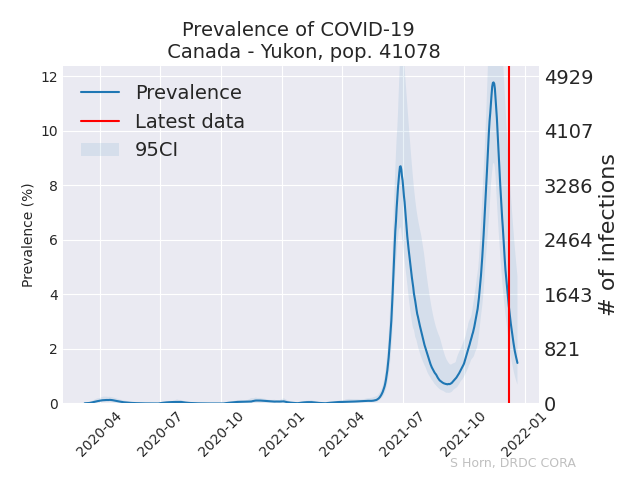 Prevalence of COVID-19
Canada - Yukon, pop. 41078
Prevalence
Latest data
95CI
Prevalence (%)
12
10
8
6
4
2
0
4929
4107
3286
2464
1643
821
0
# of infections
2020-04
2020-07
2020-10
2021-01
2021-04
2021-07
2021-10
2022-01
S Horn, DRDC CORA